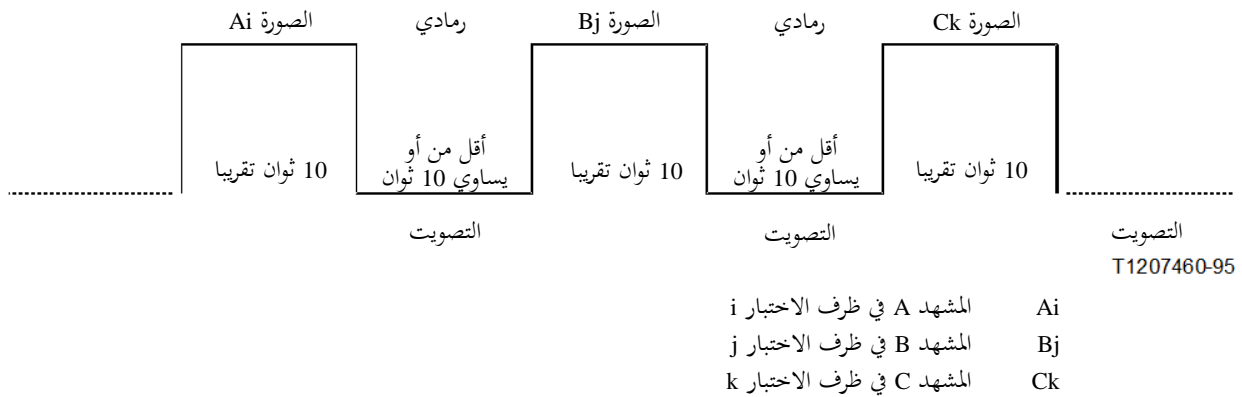 الصورة Ai
رمادي
الصورة Bj
رمادي
الصورة Ck
10 ثوان تقريبا
أقل من أو
يساوي 10 ثوان
10 ثوان تقريبا
أقل من أو
يساوي 10 ثوان
10 ثوان تقريبا
التصويت
التصويت
التصويت
T1207460-95
Ai المشهد A في ظرف الاختبار i
Bj المشهد B في ظرف الاختبار j
Ck المشهد C في ظرف الاختبار k